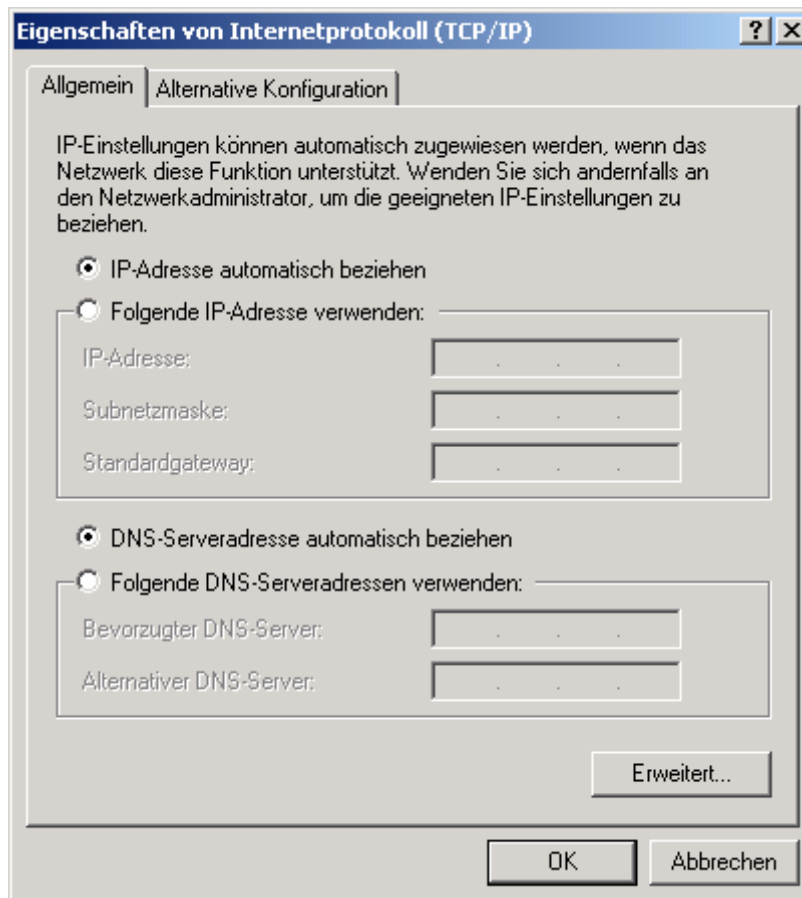 Eigenschaften von Internetprotokoll (TCP/IP)
Allgemein
Alternative Konfiguration
IP-Einstellungen können automatisch zugewiesen werden, wenn das
Netzwerk diese Funktion unterstützt. Wenden Sie sich andernfalls an
den Netzwerkadministrator, um die geeigneten IP-Einstellungen zu
beziehen.
IP-Adresse automatisch beziehen
Folgende IP-Adresse verwenden:
IP-Adresse:
Subnetzmaske:
Standardgateway:
DNS-Serveradresse automatisch beziehen
Folgende DNS-Serveradressen verwenden:
Bevorzugter DNS-Server:
Alternativer DNS-Server:
Erweitert...
OK
Abbrechen